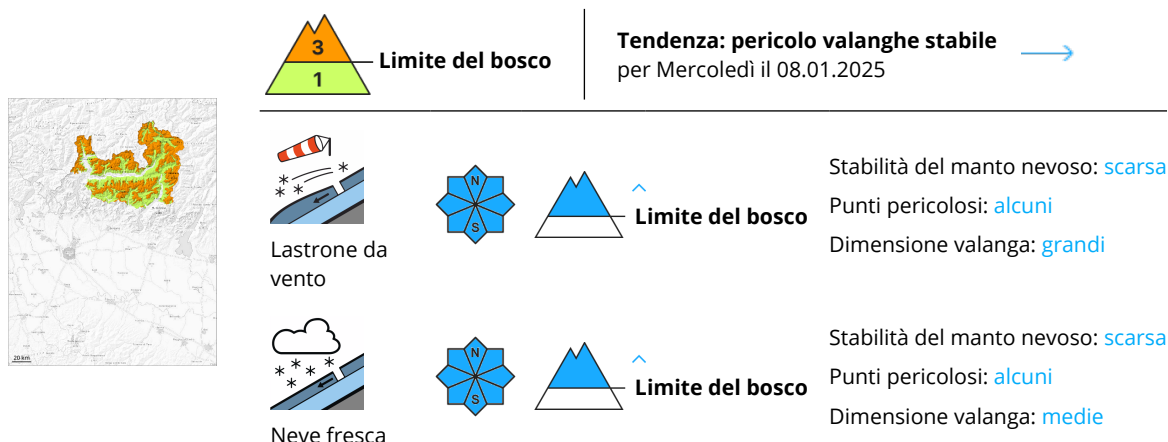 3
1
Limite del bosco
Tendenza: pericolo valanghe stabile
per Mercoledì il 08.01.2025
20 km
N
S
Limite del bosco
Stabilità del manto nevoso: scarsa
Punti pericolosi: alcuni
Dimensione valanga: grandi
Lastrone da
vento
N
S
Limite del bosco
Stabilità del manto nevoso: scarsa
Punti pericolosi: alcuni
Dimensione valanga: medie
Neve fresca